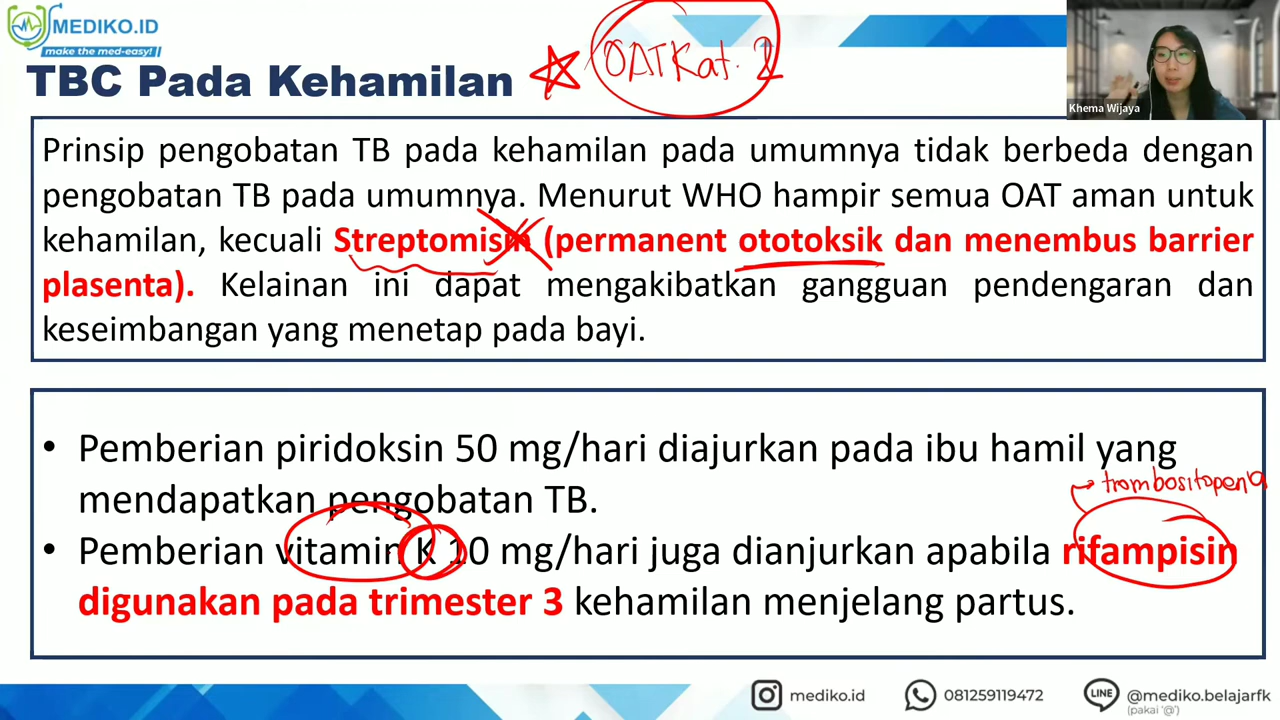 MEDIKO.ID
make the med-easy!
TBC Pada Kehamilan
OAT Kat. 2
Khema Wijaya
Prinsip pengobatan TB pada kehamilan pada umumnya tidak berbeda dengan
pengobatan TB pada umumnya. Menurut WHO hampir semua OAT aman untuk
kehamilan, kecuali Streptomisin (permanent ototoksik dan menembus barrier
plasenta). Kelainan ini dapat mengakibatkan gangguan pendengaran dan
keseimbangan yang menetap pada bayi.
• Pemberian piridoksin 50 mg/hari diajurkan pada ibu hamil yang
mendapatkan pengobatan TB.
trombositopenia
• Pemberian vitamin K 10 mg/hari juga dianjurkan apabila rifampisin
digunakan pada trimester 3 kehamilan menjelang partus.
mediko.id
081259119472
LINE
@mediko.belajarfk
(pakai '@')